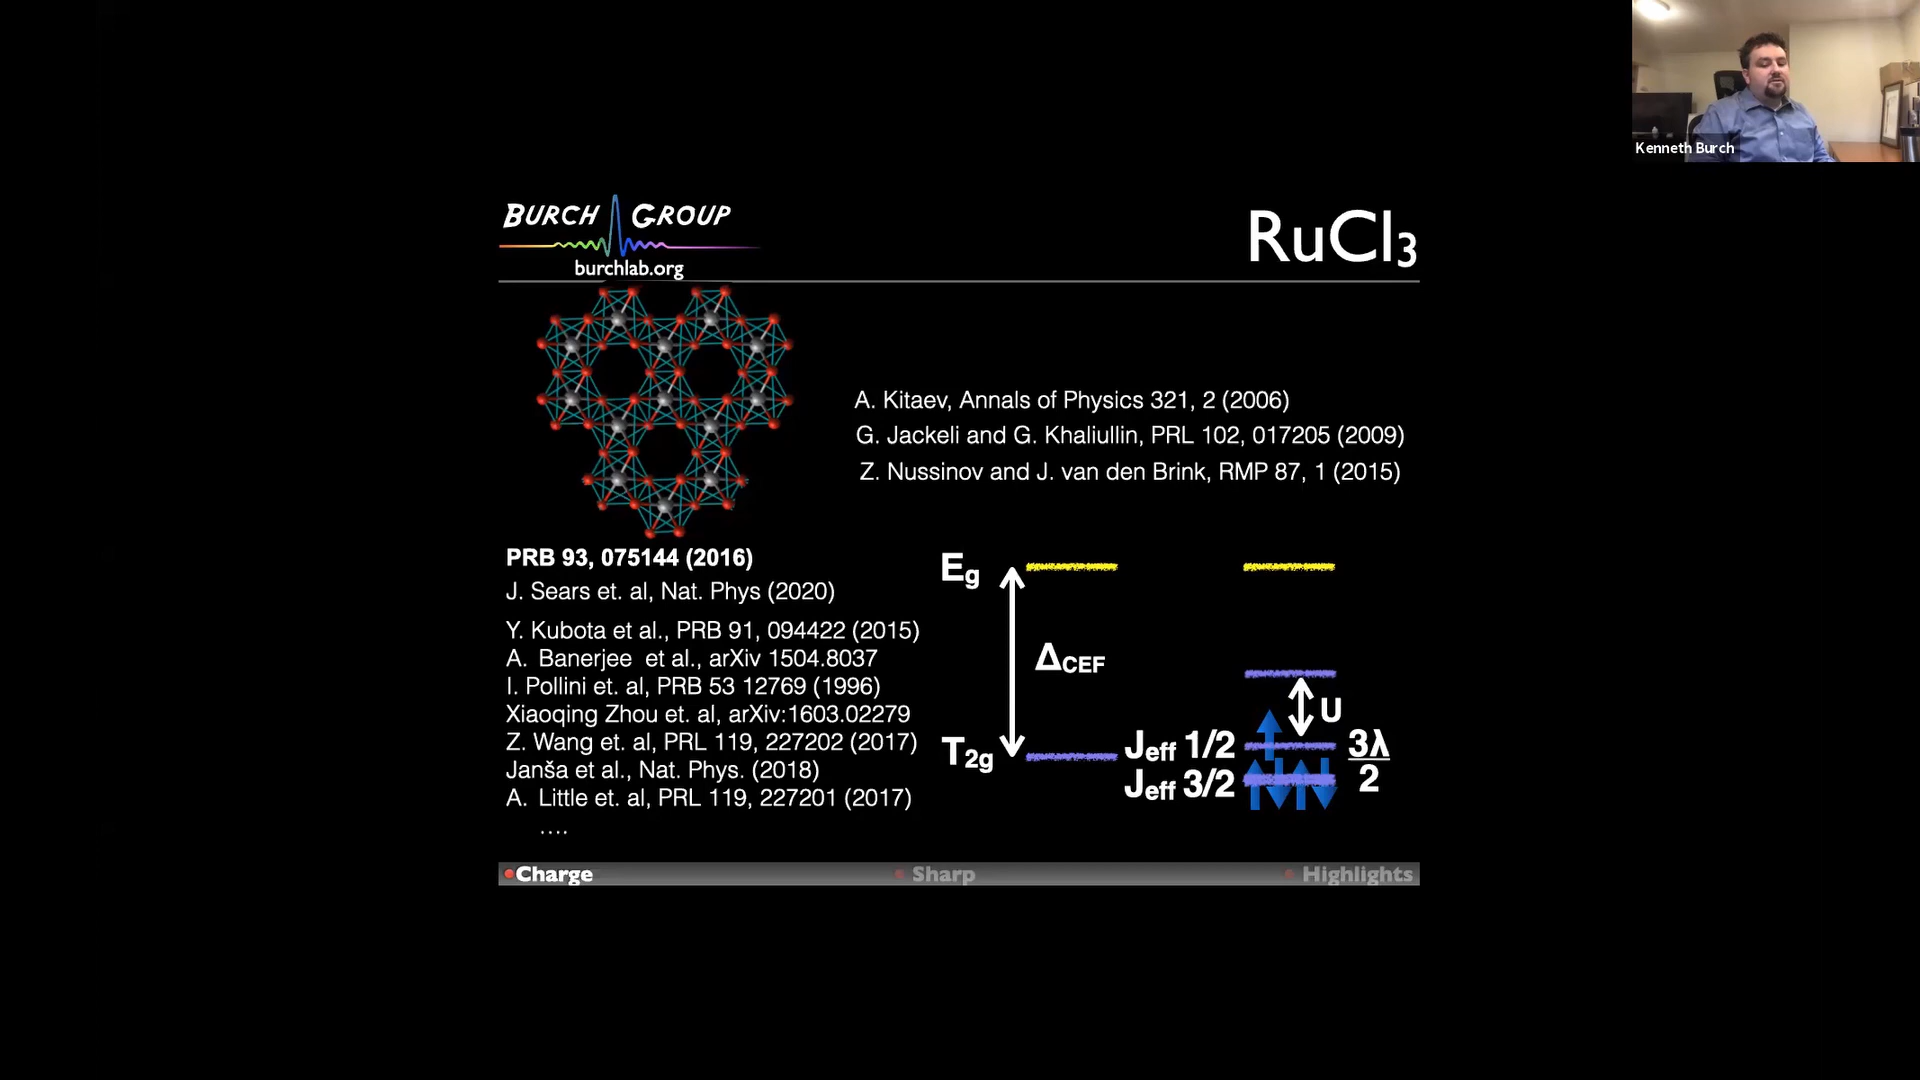 Kenneth Burch
BURCH GROUP
burchlab.org
RuCl3
A. Kitaev, Annals of Physics 321, 2 (2006)
G. Jackeli and G. Khaliullin, PRL 102, 017205 (2009)
Z. Nussinov and J. van den Brink, RMP 87, 1 (2015)
PRB 93, 075144 (2016)
J. Sears et. al, Nat. Phys (2020)
Y. Kubota et al., PRB 91, 094422 (2015)
A. Banerjee et al., arXiv 1504.8037
I. Pollini et. al, PRB 53 12769 (1996)
Xiaoqing Zhou et. al, arXiv:1603.02279
Z. Wang et. al, PRL 119, 227202 (2017)
Janša et al., Nat. Phys. (2018)
A. Little et. al, PRL 119, 227201 (2017)
....
Eg
ΔCEF
T2g
U
Jeff 1/2
Jeff 3/2
3λ
2
Charge
Sharp
Highlights